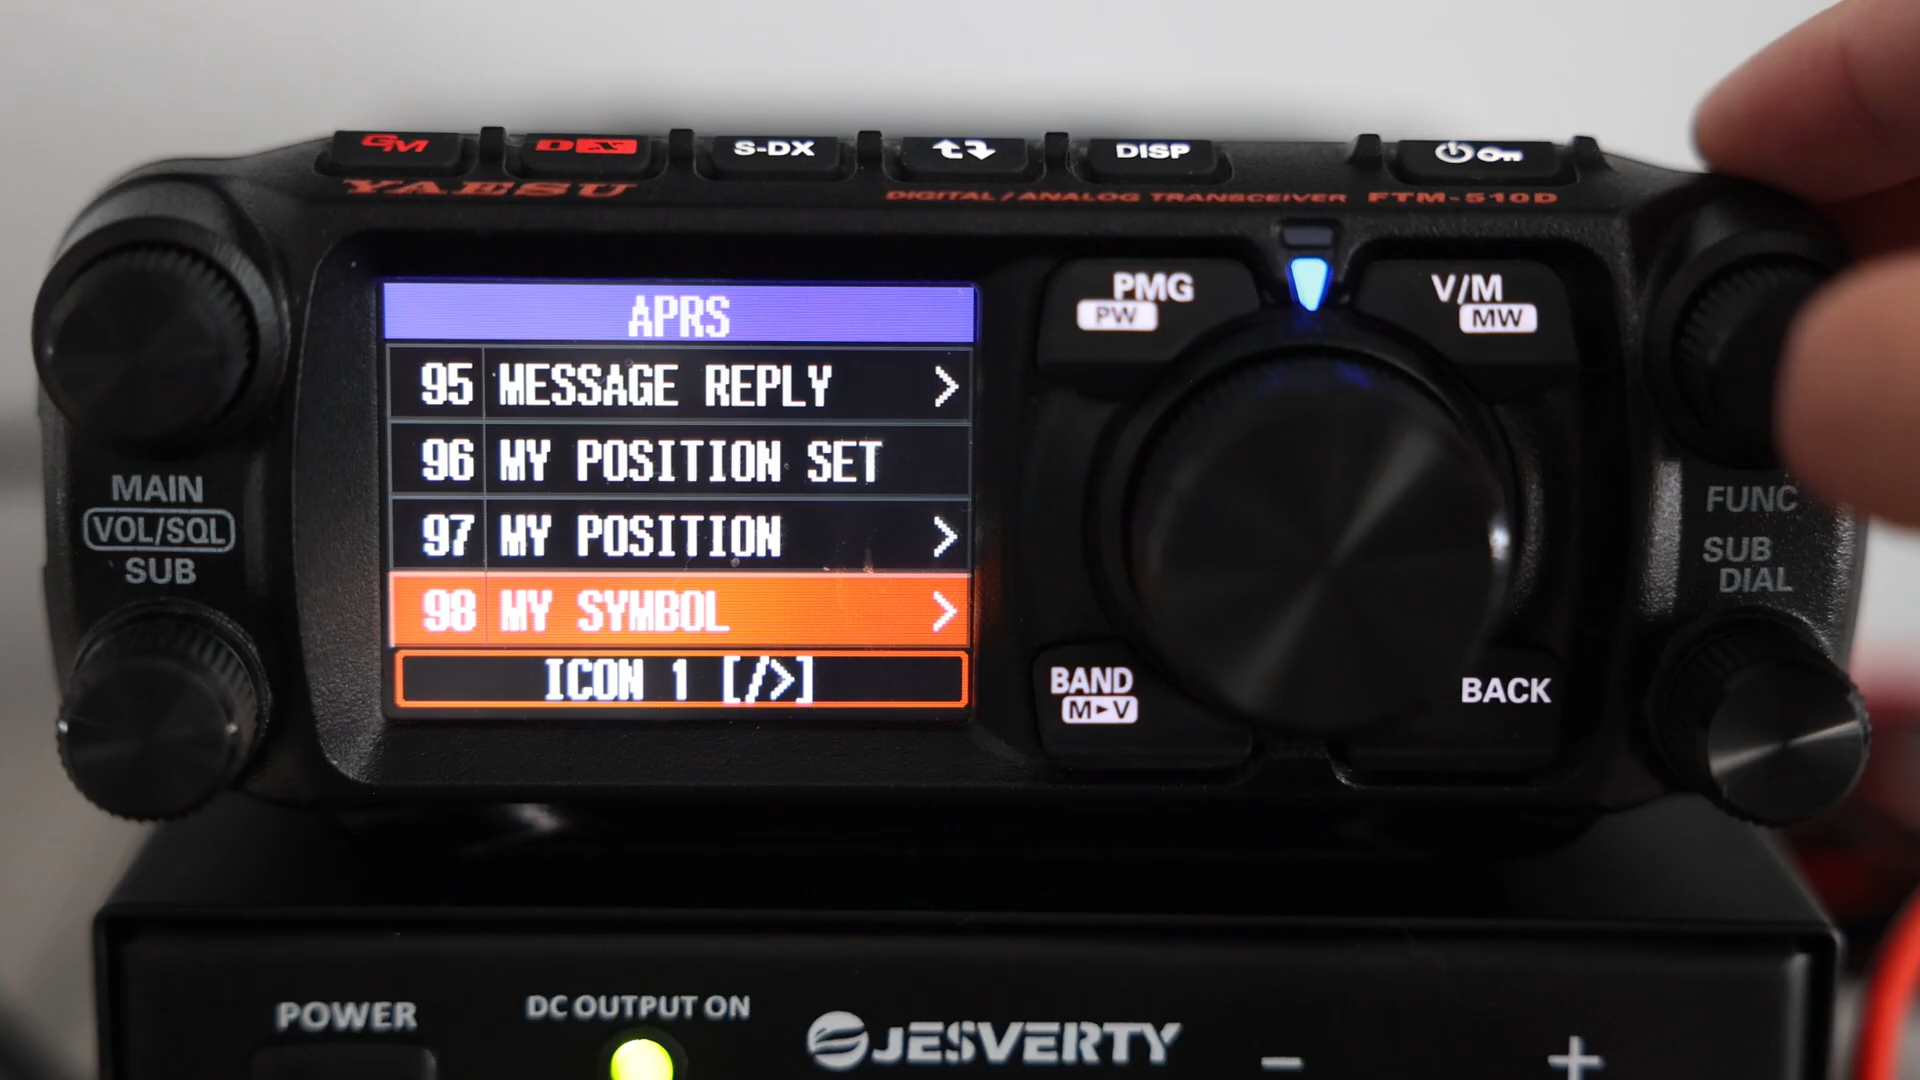 GM DX S-DX DISP
YAESU DIGITAL / ANALOG TRANSCEIVER FTM-510D
APRS
95 MESSAGE REPLY >
96 MY POSITION SET
97 MY POSITION >
98 MY SYMBOL >
ICON 1 [/>]
PMG
PW
V/M
MW
BAND
M►V
BACK
MAIN
VOL/SQL
SUB
FUNC
SUB
DIAL
POWER
DC OUTPUT ON
JESVERTY
- +